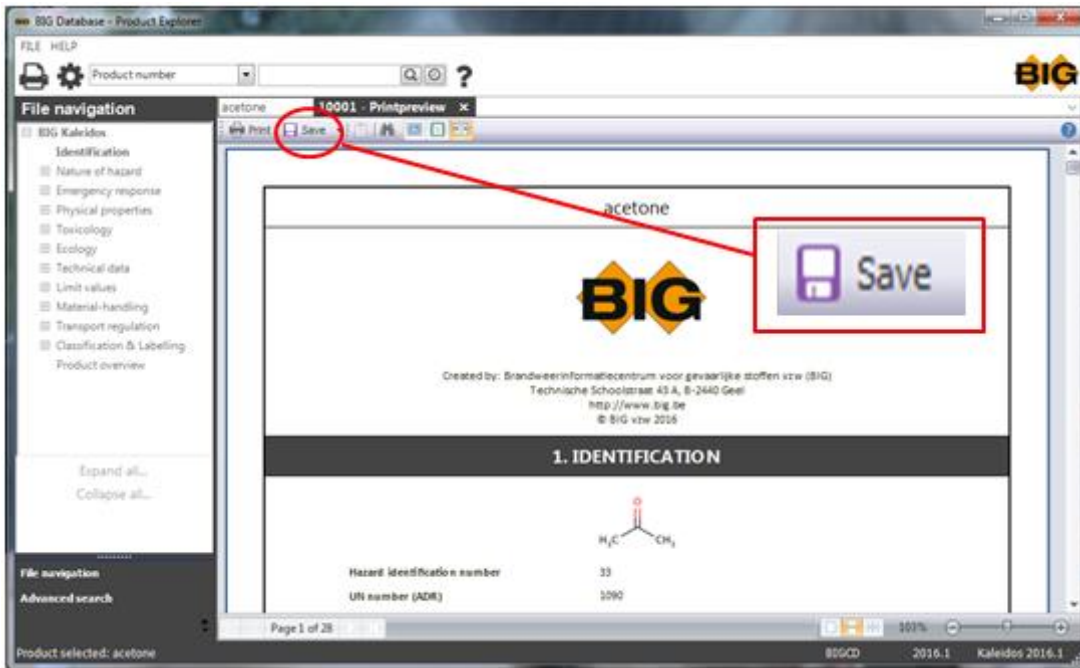 BIG Database - Product Explorer
FILE HELP
Product number
?
BIG
File navigation
acetone
10001 - Printpreview x
BIG Kaleidos
Print
Save
?
Identification
Nature of hazard
Emergency response
Physical properties
Toxicology
Ecology
Technical data
Limit values
Material-handling
Transport regulation
Classification & Labelling
Product overview
Expand all...
Collapse all...
acetone
Save
BIG
Created by: Brandweerinformatiecentrum voor gevaarlijke stoffen vzw (BIG)
Technische Schoolstraat 43 A, B-2440 Geel
http://www.big.be
© BIG vzw 2016
1. IDENTIFICATION
O
H3C CH3
Hazard identification number 33
UN number (ADR) 1090
File navigation
Advanced search
Page 1 of 28
103%
Product selected: acetone
BIGCD 2016.1 Kaleidos 2016.1